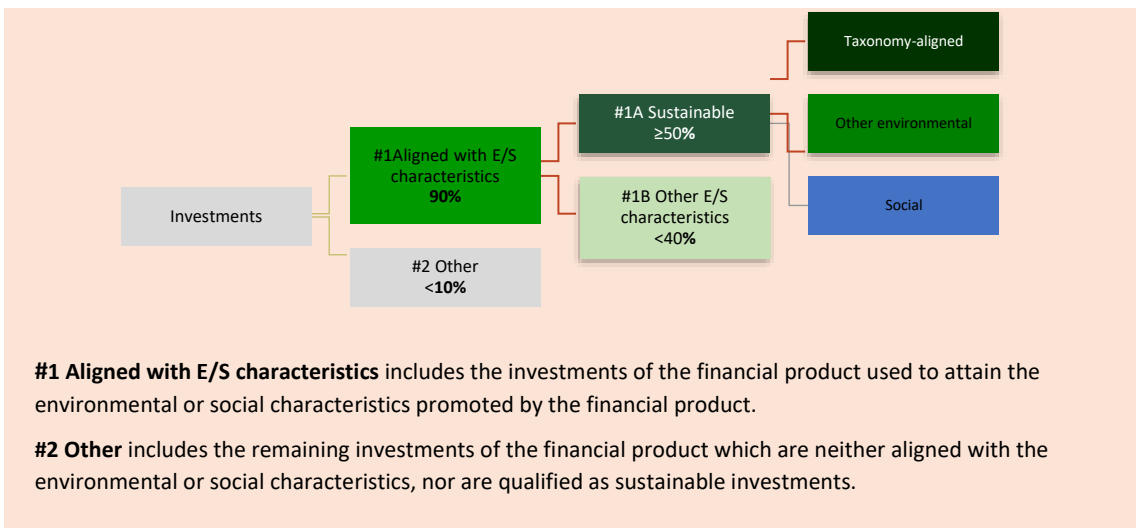 Taxonomy-aligned
#1A Sustainable
≥50%
Other environmental
#1Aligned with E/S
characteristics
90%
#1B Other E/S
characteristics
<40%
Social
Investments
#2 Other
<10%
#1 Aligned with E/S characteristics includes the investments of the financial product used to attain the
environmental or social characteristics promoted by the financial product.
#2 Other includes the remaining investments of the financial product which are neither aligned with the
environmental or social characteristics, nor are qualified as sustainable investments.